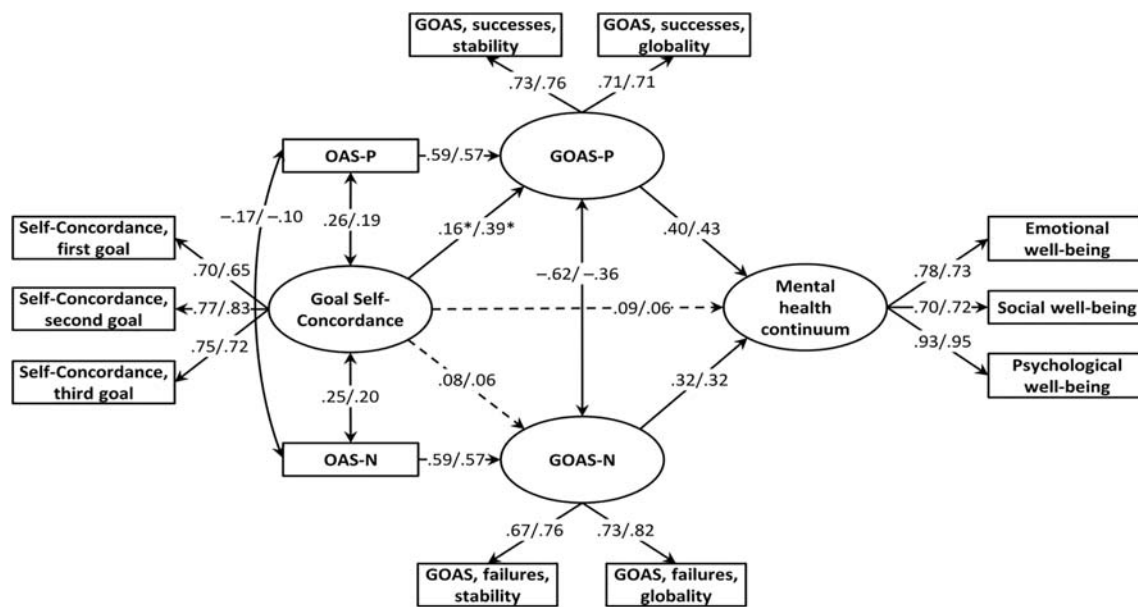 GOAS, successes,
stability
GOAS, successes,
globality
.73/.76
.71/.71
OAS-P
.59/.57
GOAS-P
−.17/ −.10
.26/.19
.16*/.39*
.40/.43
Self-Concordance,
first goal
.70/.65
−.62/ −.36
Emotional
well-being
.78/.73
Self-Concordance,
second goal
.77/.83
Goal Self-
Concordance
.09/.06
Mental
health
continuum
.70/.72
Social well-being
.75/.72
.93/.95
Self-Concordance,
third goal
.08/.06
.32/.32
Psychological
well-being
.25/.20
OAS-N
.59/.57
GOAS-N
.67/.76
.73/.82
GOAS, failures,
stability
GOAS, failures,
globality